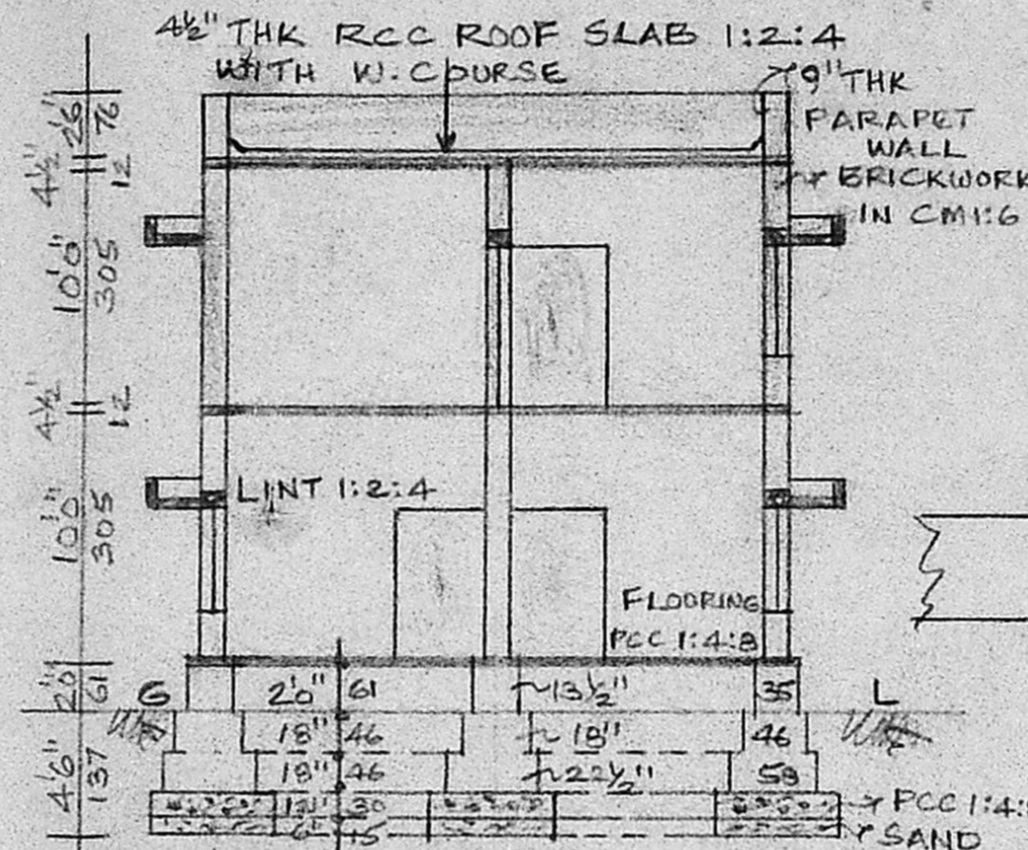 4½" THK RCC ROOF SLAB 1:2:4
WITH W.COURSE
9" THK
PARAPET
WALL
BRICKWORK
IN CM1:6
2'6"
76
4½"
12
10'0"
305
4½"
12
10'0"
305
2'0"
61
4'6"
137
LINT 1:2:4
FLOORING
PCC 1:4:8
G
2'0" 61
13½"
35
L
18" 46
18"
46
18" 46
22½"
58
12" 30
6" 15
PCC 1:4:
SAND